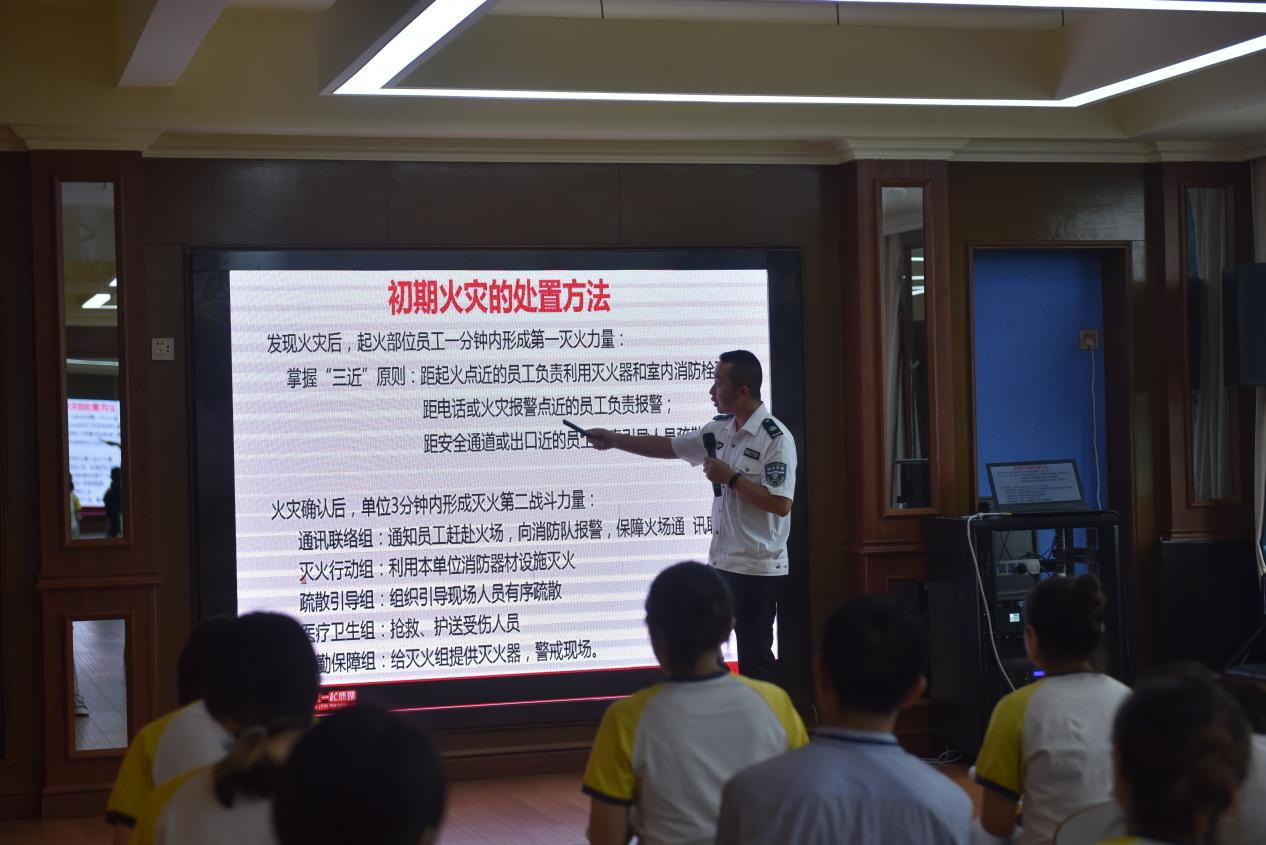 初期火灾的处置方法
发现火灾后，起火部位员工一分钟内形成第一灭火力量：
掌握“三近”原则：距起火点近的员工负责利用灭火器和室内消防栓
距电话或火灾报警点近的员工负责报警；
距安全通道或出口近的员工 引导人员疏散
火灾确认后，单位3分钟内形成灭火第二战斗力量：
通讯联络组：通知员工赶赴火场，向消防队报警，保障火场通 讯联
灭火行动组：利用本单位消防器材设施灭火
疏散引导组：组织引导现场人员有序疏散
医疗卫生组：抢救、护送受伤人员
勤保障组：给灭火组提供灭火器，警戒现场。